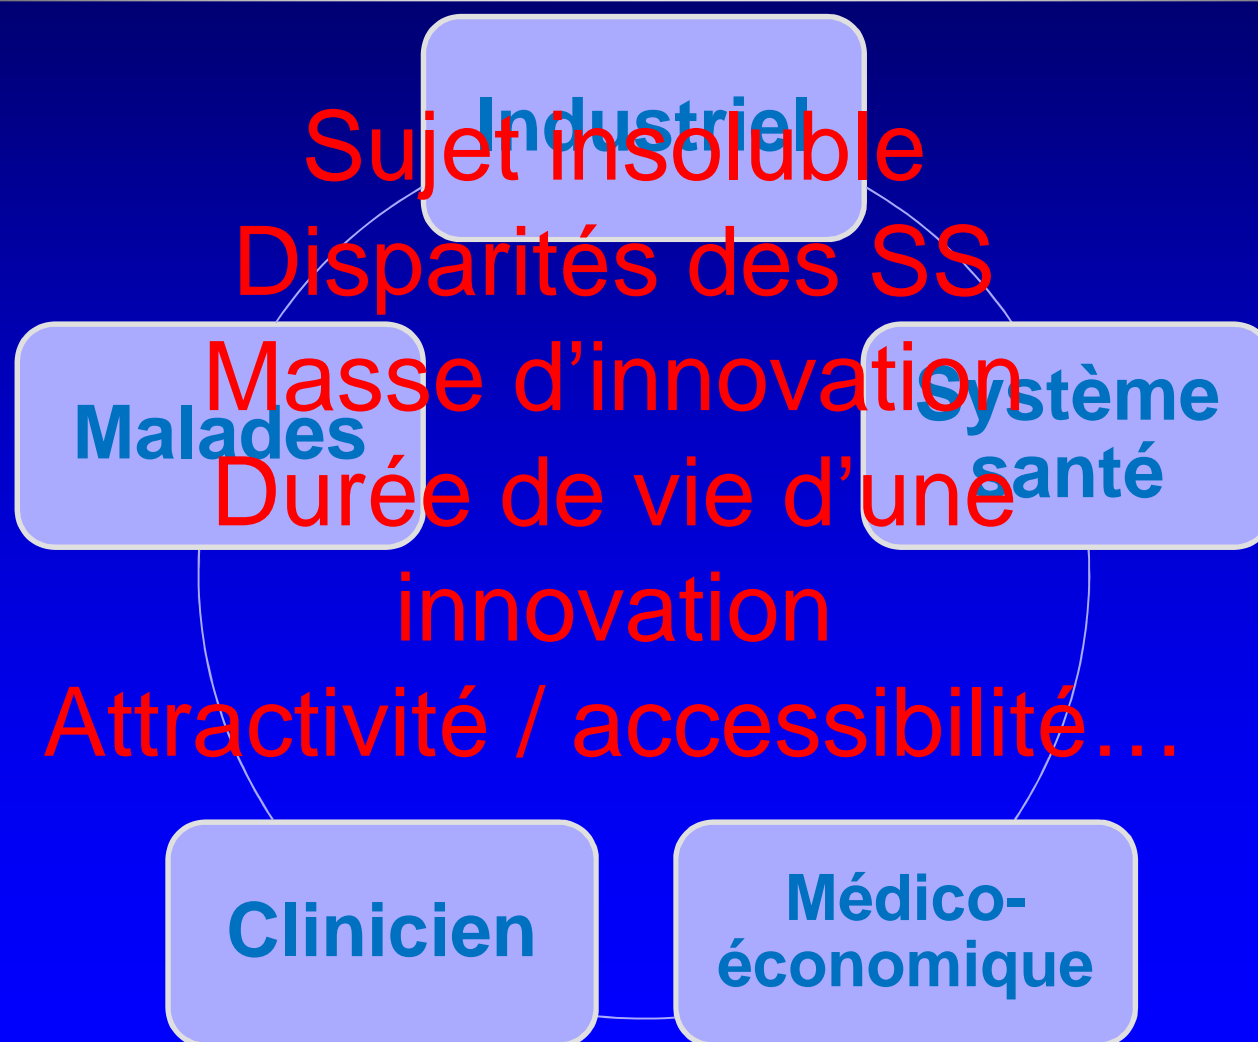 Industriel
Sujet insoluble
Disparités des SS
Masse d’innovation
Durée de vie d’une
innovation
Attractivité / accessibilité…
Malades
Système
santé
Clinicien
Médico-
économique